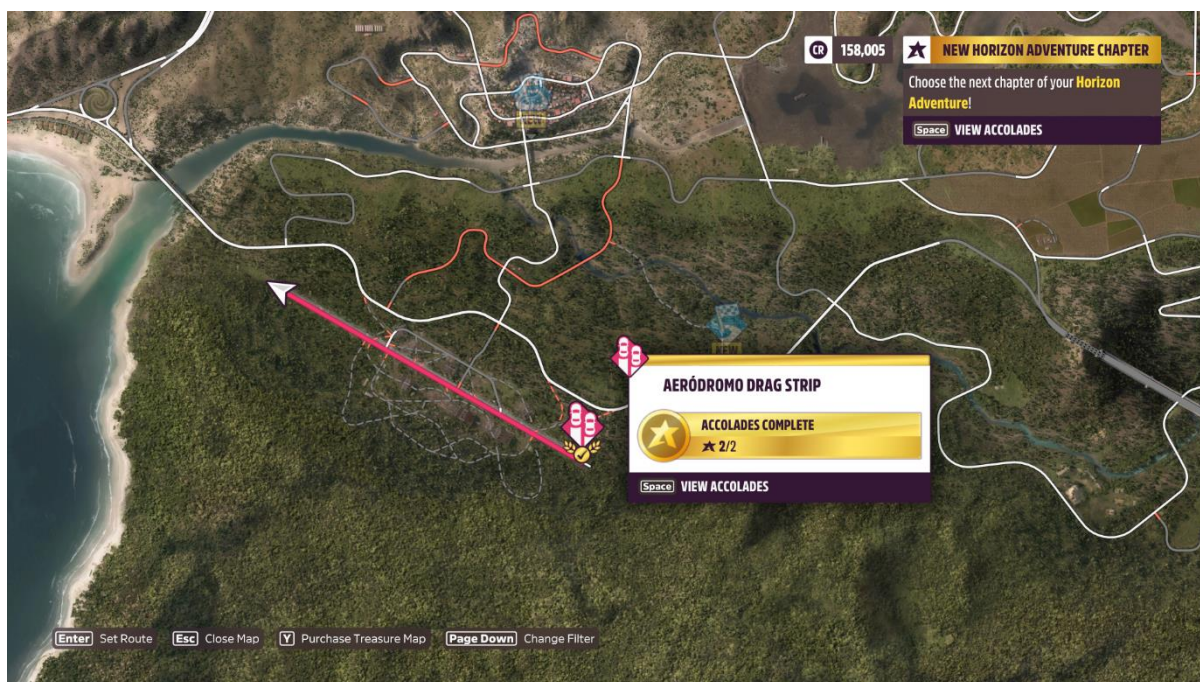 CR 158,005
NEW HORIZON ADVENTURE CHAPTER
Choose the next chapter of your Horizon
Adventure!
Space VIEW ACCOLADES
NEW
NEW
AERÓDROMO DRAG STRIP
ACCOLADES COMPLETE
2/2
Space VIEW ACCOLADES
Enter Set Route Esc Close Map Y Purchase Treasure Map Page Down Change Filter